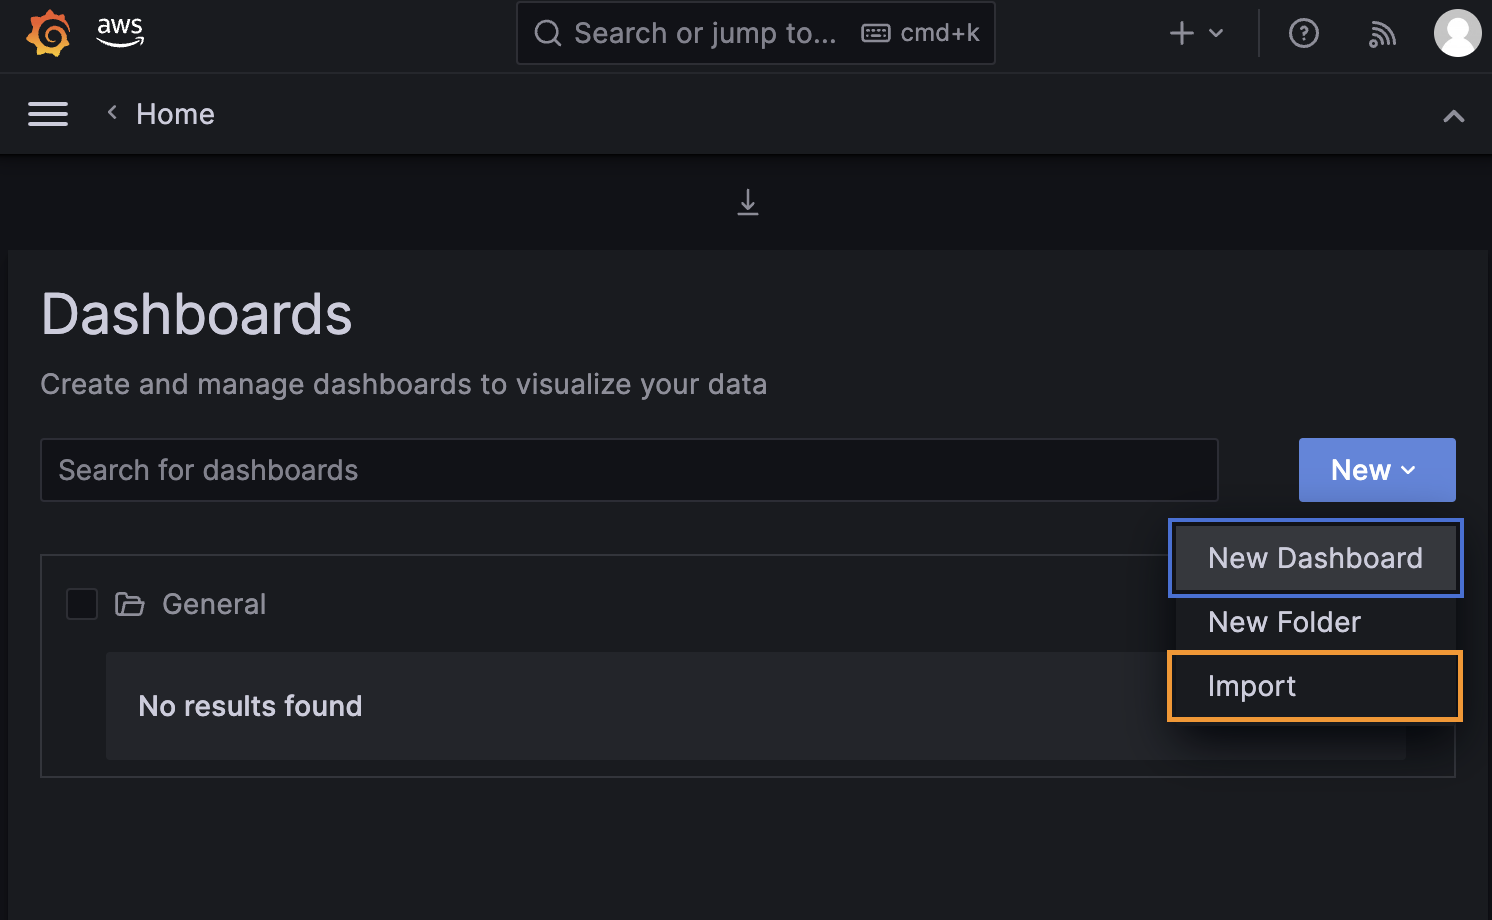 aws
Search or jump to... cmd+k
Home
Dashboards
Create and manage dashboards to visualize your data
Search for dashboards
New
New Dashboard
General
New Folder
Import
No results found